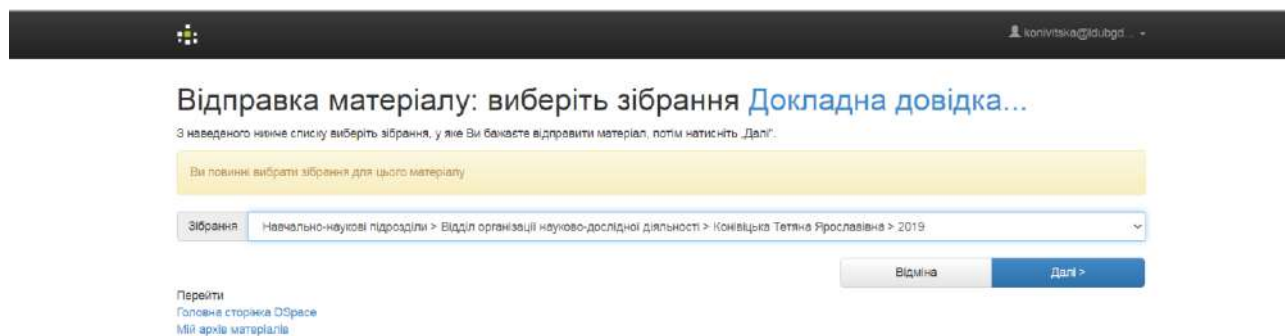 konivitska@ldubgd...
Відправка матеріалу: виберіть зібрання Докладна довідка...
З наведеного нижче списку виберіть зібрання, у яке Ви бажаєте відправити матеріал, потім натисніть „Далі".
Ви повинні вибрати зібрання для цього матеріалу
Зібрання Навчально-наукові підрозділи > Відділ організації науково-дослідної діяльності > Конівіцька Тетяна Ярославівна > 2019
Відміна Далі >
Перейти
Головна сторінка DSpace
Мій архів матеріалів